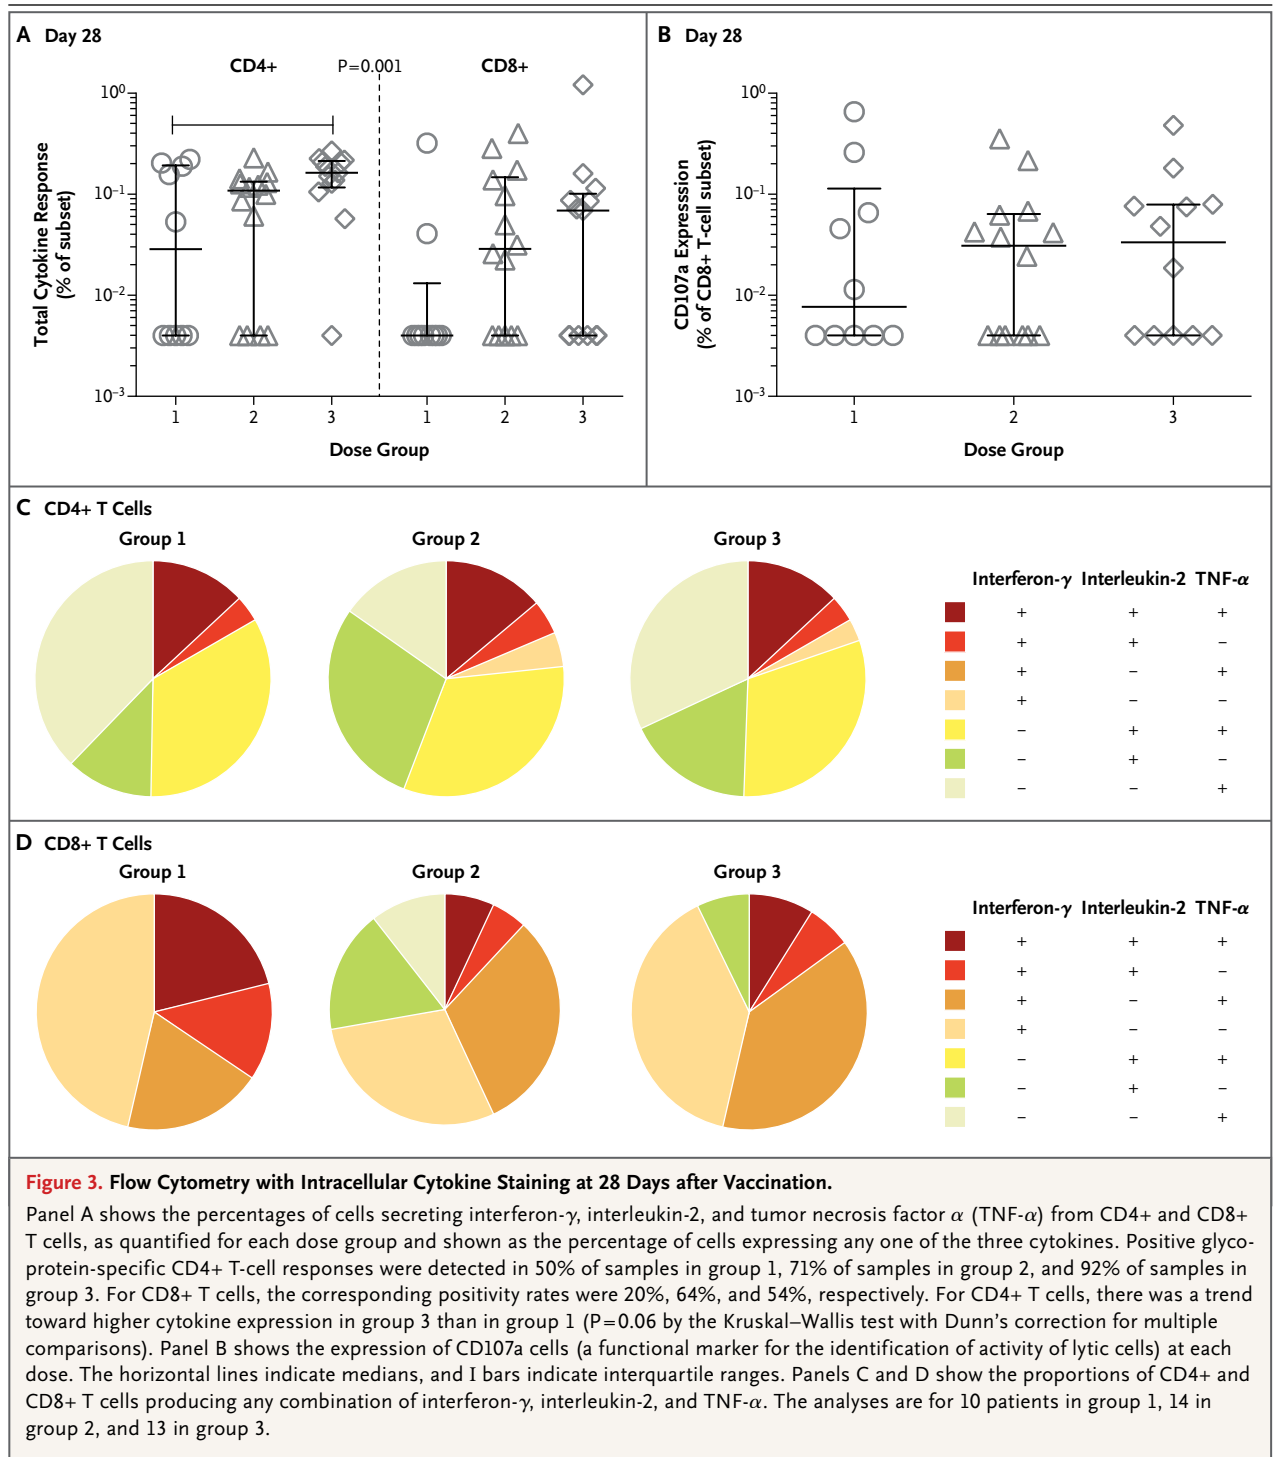 A Day 28
CD4+ P=0.001 CD8+
10⁰
10⁻¹
10⁻²
10⁻³
Total Cytokine Response
(% of subset)
1 2 3 1 2 3
Dose Group
B Day 28
10⁰
10⁻¹
10⁻²
10⁻³
CD107a Expresssion
(% of CD8+ T-cell subset)
1 2 3
Dose Group
C CD4+ T Cells
Group 1 Group 2 Group 3
Interferon-γ Interleukin-2 TNF-α
+ + +
+ + –
+ – +
+ – –
– + +
– + –
– – +
D CD8+ T Cells
Group 1 Group 2 Group 3
Interferon-γ Interleukin-2 TNF-α
+ + +
+ + –
+ – +
+ – –
– + +
– + –
– – +
Figure 3. Flow Cytometry with Intracellular Cytokine Staining at 28 Days after Vaccination.
Panel A shows the percentages of cells secreting interferon-γ, interleukin-2, and tumor necrosis factor α (TNF-α) from CD4+ and CD8+
T cells, as quantified for each dose group and shown as the percentage of cells expressing any one of the three cytokines. Positive glyco-
protein-specific CD4+ T-cell responses were detected in 50% of samples in group 1, 71% of samples in group 2, and 92% of samples in
group 3. For CD8+ T cells, the corresponding positivity rates were 20%, 64%, and 54%, respectively. For CD4+ T cells, there was a trend
toward higher cytokine expression in group 3 than in group 1 (P=0.06 by the Kruskal–Wallis test with Dunn's correction for multiple
comparisons). Panel B shows the expression of CD107a cells (a functional marker for the identification of activity of lytic cells) at each
dose. The horizontal lines indicate medians, and I bars indicate interquartile ranges. Panels C and D show the proportions of CD4+ and
CD8+ T cells producing any combination of interferon-γ, interleukin-2, and TNF-α. The analyses are for 10 patients in group 1, 14 in
group 2, and 13 in group 3.